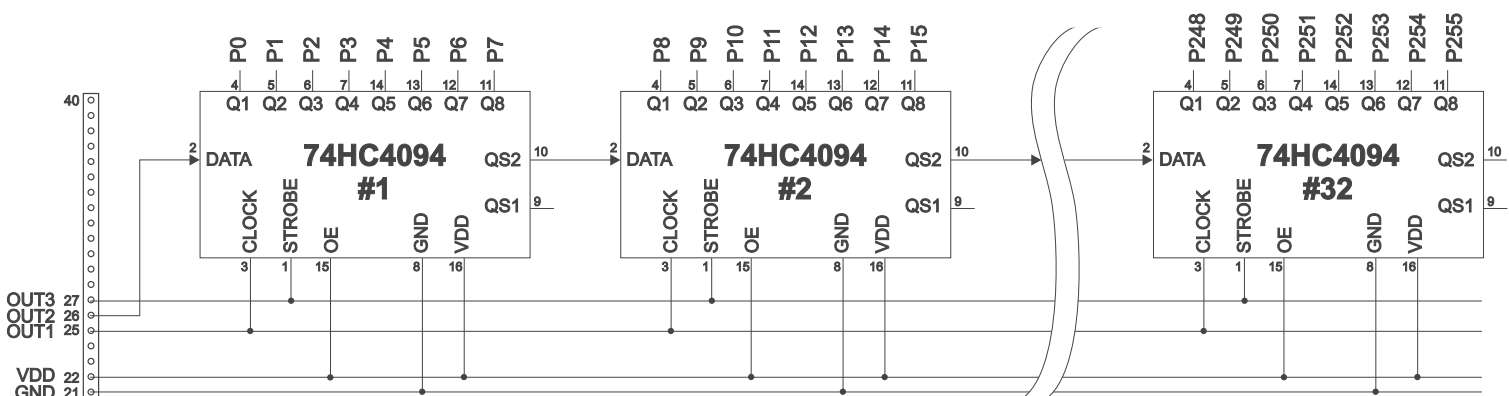 P0 P1 P2 P3 P4 P5 P6 P7 P8 P9 P10 P11 P12 P13 P14 P15 P248 P249 P250 P251 P252 P253 P254 P255
4 5 6 7 14 13 12 11 4 5 6 7 14 13 12 11 4 5 6 7 14 13 12 11
40 Q1 Q2 Q3 Q4 Q5 Q6 Q7 Q8 Q1 Q2 Q3 Q4 Q5 Q6 Q7 Q8 Q1 Q2 Q3 Q4 Q5 Q6 Q7 Q8
2 DATA 74HC4094 QS2 10 2 DATA 74HC4094 QS2 10 2 DATA 74HC4094 QS2 10
#1 #2 #32
QS1 9 QS1 9 QS1 9
CLOCK STROBE OE GND VDD CLOCK STROBE OE GND VDD CLOCK STROBE OE GND VDD
3 1 15 8 16 3 1 15 8 16 3 1 15 8 16
OUT3 27
OUT2 26
OUT1 25
VDD 22
GND 21